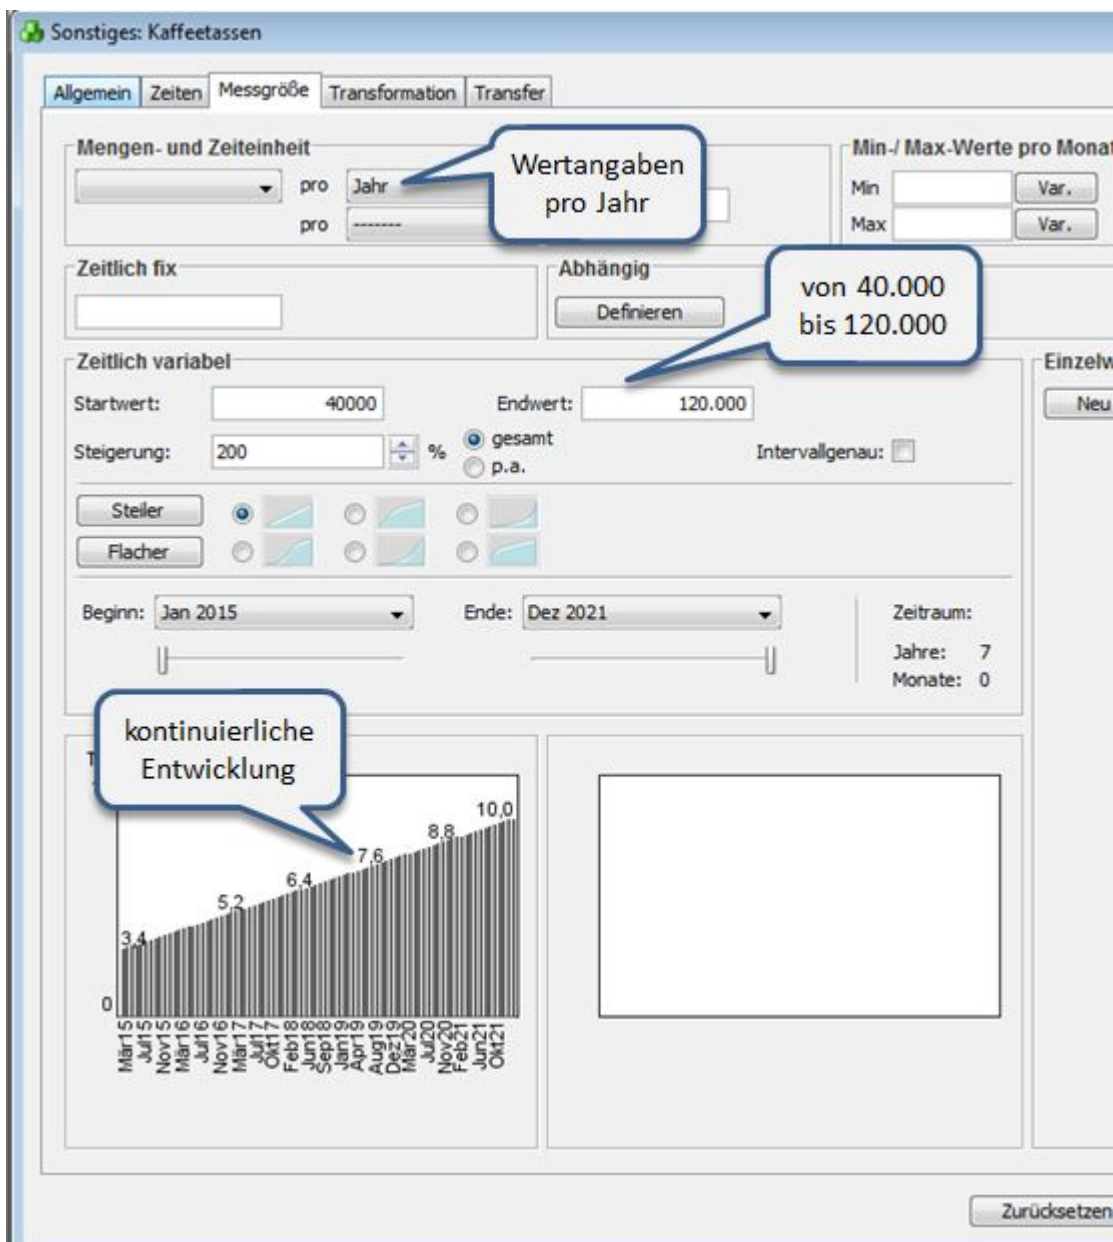 Sonstiges: Kaffeetassen
Allgemein Zeiten Messgröße Transformation Transfer
Mengen- und Zeiteinheit
pro Jahr
pro -------
Wertangaben
pro Jahr
Min-/ Max-Werte pro Monat
Min Var.
Max Var.
Zeitlich fix
Abhängig
Definieren
von 40.000
bis 120.000
Zeitlich variabel
Startwert: 40000 Endwert: 120.000
Steigerung: 200 % gesamt
p.a.
Intervallgenau:
Neu
Steiler
Flacher
Beginn: Jan 2015 Ende: Dez 2021
Zeitraum:
Jahre: 7
Monate: 0
kontinuierliche
Entwicklung
10,0
8,8
7,6
6,4
5,2
3,4
0
Mär15
Jul15
Nov15
Mär16
Jul16
Nov16
Mär17
Jul17
Okt17
Feb18
Jun18
Sep18
Jan19
Apr19
Aug19
Dez19
Mär20
Jul20
Nov20
Feb21
Jun21
Okt21
Zurücksetzen